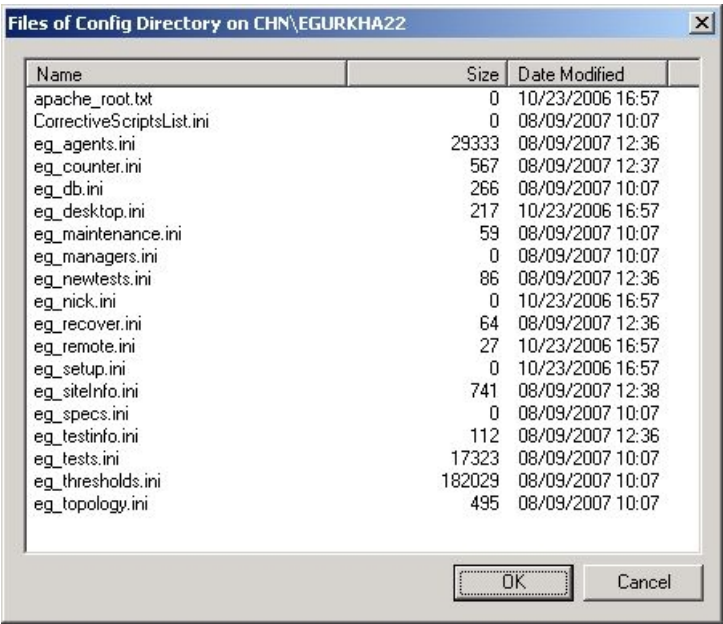 Files of Config Directory on CHN\EGURKHA22
Name Size Date Modified
apache_root.txt 0 10/23/2006 16:57
CorrectiveScriptsList.ini 0 08/09/2007 10:07
eg_agents.ini 29333 08/09/2007 12:36
eg_counter.ini 567 08/09/2007 12:37
eg_db.ini 266 08/09/2007 10:07
eg_desktop.ini 217 10/23/2006 16:57
eg_maintenance.ini 59 08/09/2007 10:07
eg_managers.ini 0 08/09/2007 10:07
eg_newtests.ini 86 08/09/2007 12:36
eg_nick.ini 0 10/23/2006 16:57
eg_recover.ini 64 08/09/2007 12:36
eg_remote.ini 27 10/23/2006 16:57
eg_setup.ini 0 10/23/2006 16:57
eg_siteInfo.ini 741 08/09/2007 12:38
eg_specs.ini 0 08/09/2007 10:07
eg_testinfo.ini 112 08/09/2007 12:36
eg_tests.ini 17323 08/09/2007 10:07
eg_thresholds.ini 182029 08/09/2007 10:07
eg_topology.ini 495 08/09/2007 10:07
OK Cancel